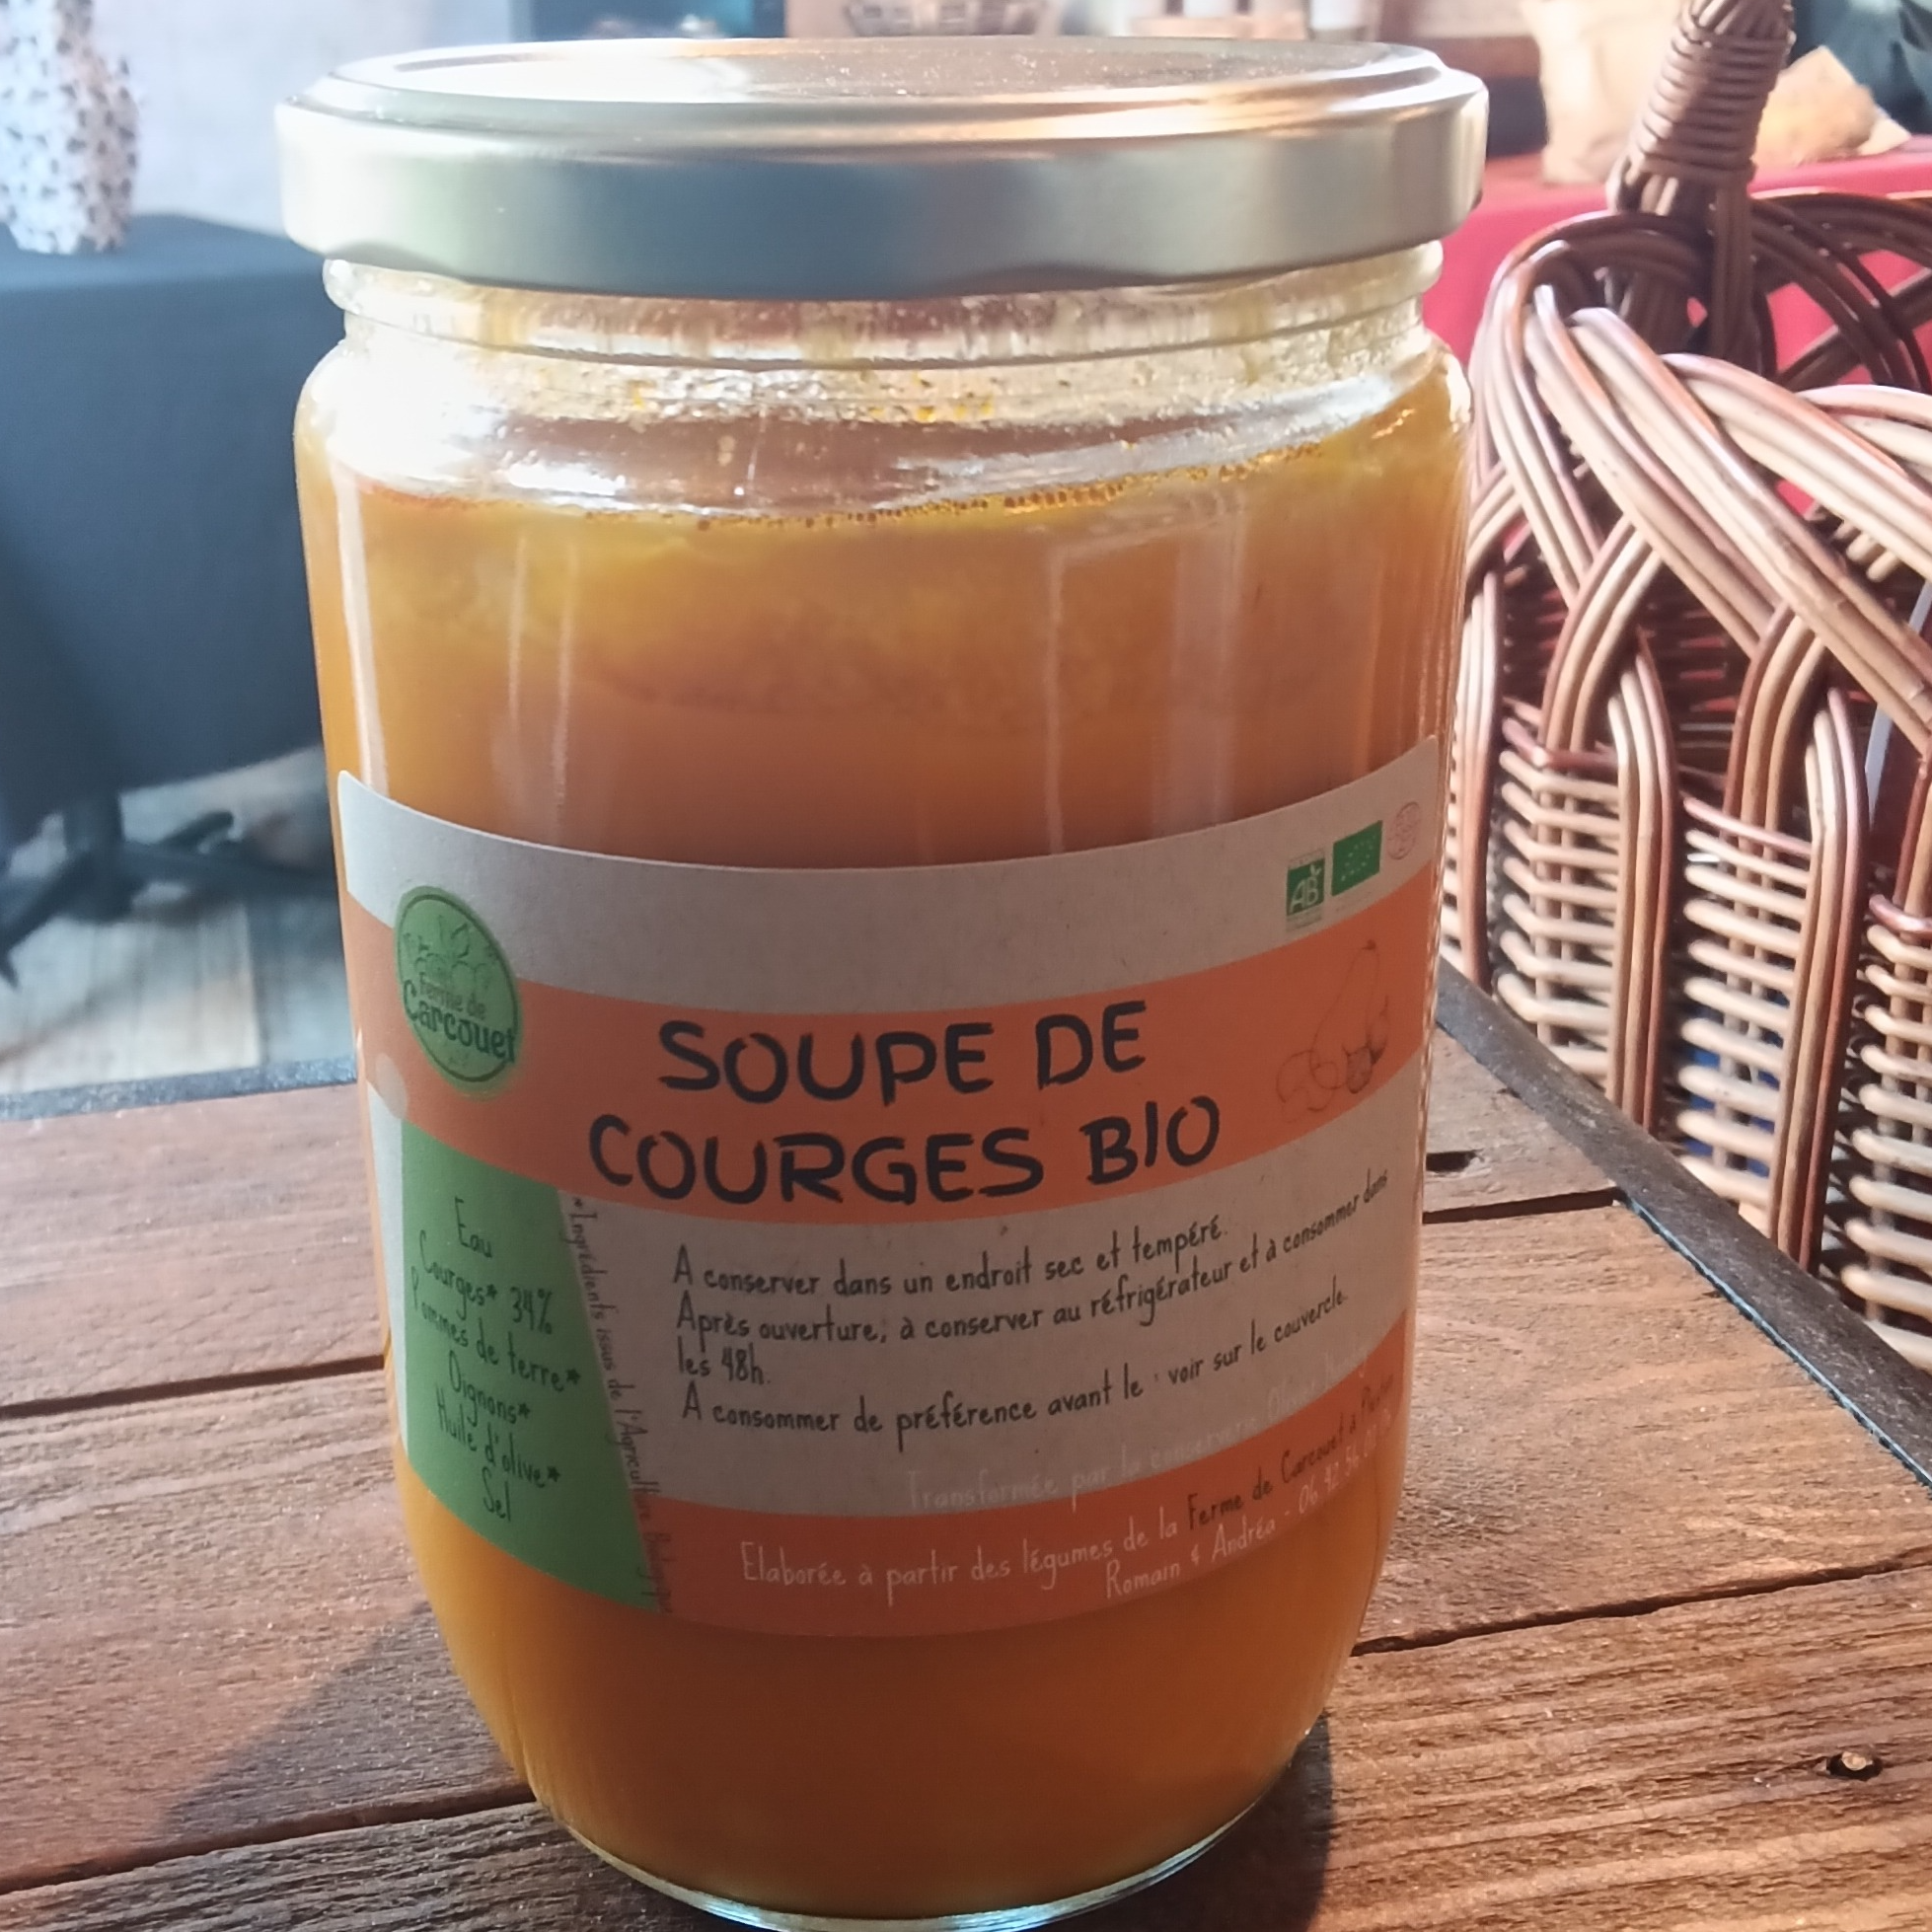 Ferme de
Carcouet
AB
SOUPE DE
COURGES BIO
Eau
Courges* 34%
Pommes de terre*
Oignons*
Huile d'olive*
Sel
*Ingrédients issus de l'Agriculture
A conserver dans un endroit sec et tempéré.
Après ouverture, à conserver au réfrigérateur et à consommer dans
les 48h.
A consommer de préférence avant le : voir sur le couvercle.
Transformée par la conserverie
Elaborée à partir des légumes de la Ferme de Carcouet à
Romain & Andréa - 06